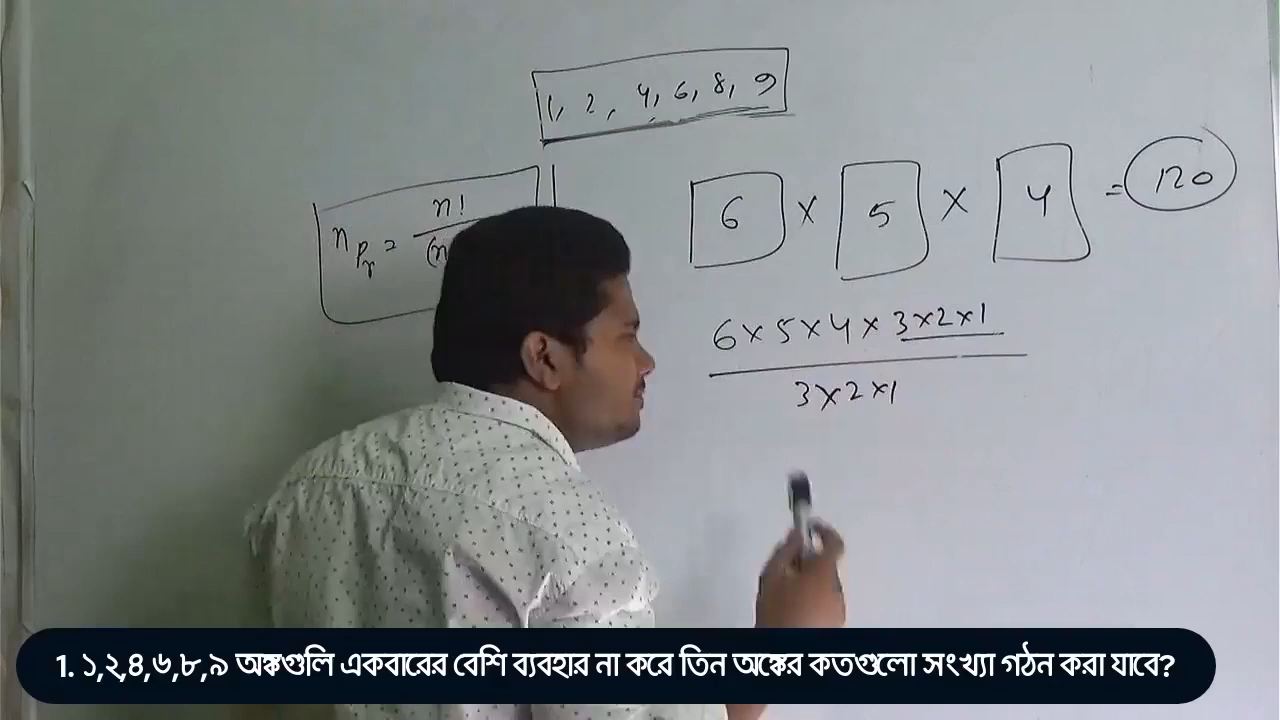 1, 2, 4, 6, 8, 9
nPr = n! / (n
6 × 5 × 4 = 120
6 × 5 × 4 × 3 × 2 × 1
3 × 2 × 1
1. ১,২,৪,৬,৮,৯ অঙ্কগুলি একবারের বেশি ব্যবহার না করে তিন অঙ্কের কতগুলো সংখ্যা গঠন করা যাবে?